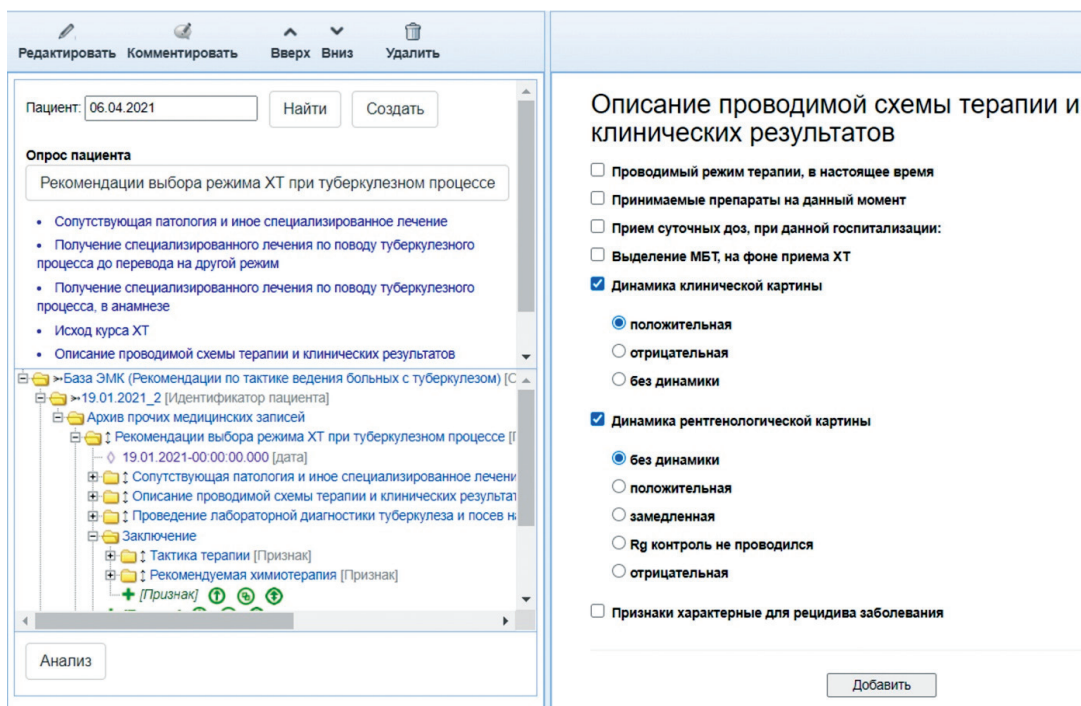 Редактировать Комментировать Вверх Вниз Удалить
Пациент: 06.04.2021 Найти Создать
Опрос пациента
Рекомендации выбора режима ХТ при туберкулезном процессе
• Сопутствующая патология и иное специализированное лечение
• Получение специализированного лечения по поводу туберкулезного
процесса до перевода на другой режим
• Получение специализированного лечения по поводу туберкулезного
процесса, в анамнезе
• Исход курса ХТ
• Описание проводимой схемы терапии и клинических результатов
База ЭМК (Рекомендации по тактике ведения больных с туберкулезом) [С
19.01.2021_2 [Идентификатор пациента]
Архив прочих медицинских записей
Рекомендации выбора режима ХТ при туберкулезном процессе [Г
19.01.2021-00:00:00.000 [дата]
Сопутствующая патология и иное специализированное лечени
Описание проводимой схемы терапии и клинических результат
Проведение лабораторной диагностики туберкулеза и посев н
Заключение
Тактика терапии [Признак]
Рекомендуемая химиотерапия [Признак]
[Признак]
Анализ
Описание проводимой схемы терапии и
клинических результатов
Проводимый режим терапии, в настоящее время
Принимаемые препараты на данный момент
Прием суточных доз, при данной госпитализации:
Выделение МБТ, на фоне приема ХТ
Динамика клинической картины
положительная
отрицательная
без динамики
Динамика рентгенологической картины
без динамики
положительная
замедленная
Rg контроль не проводился
отрицательная
Признаки характерные для рецидива заболевания
Добавить